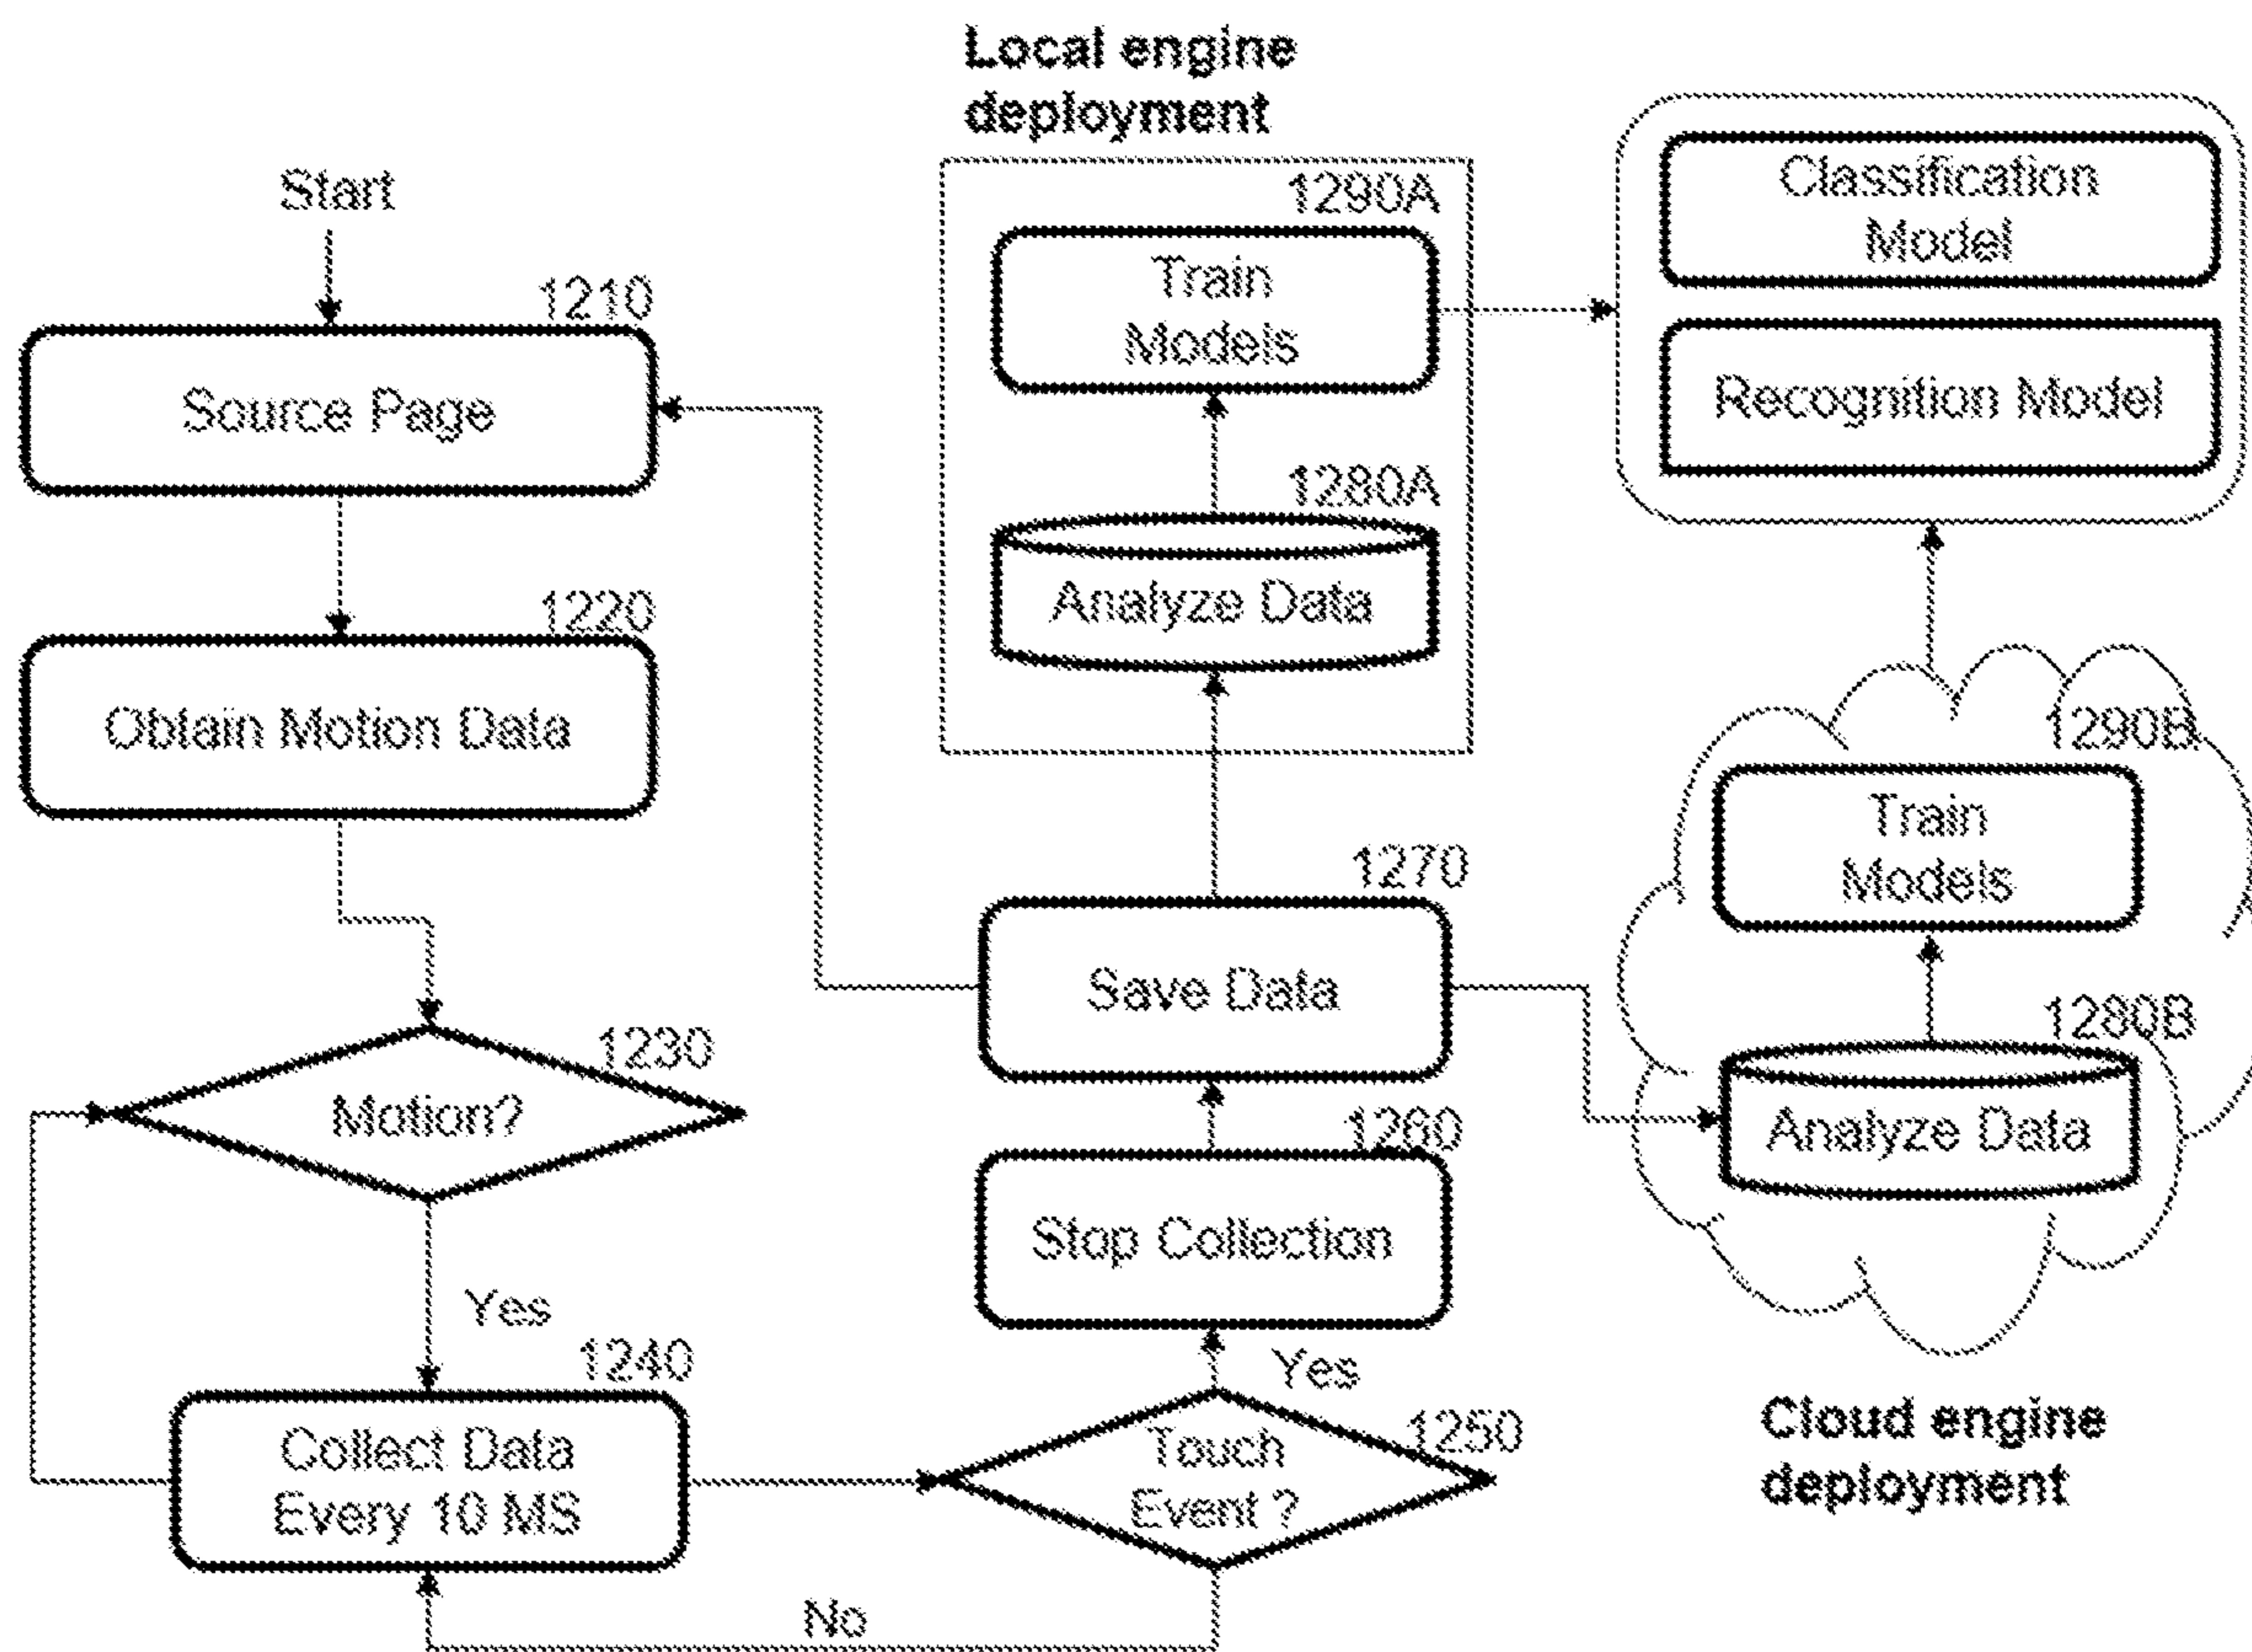 Local engine
deployment
Start
1210
Source Page
1220
Obtain Motion Data
1230
Motion?
Yes
1240
Collect Data
Every 10 MS
No
1250
Touch
Event ?
Yes
1260
Stop Collection
1270
Save Data
1280A
Analyze Data
1290A
Train
Models
Classification
Model
Recognition Model
1290B
Train
Models
1280B
Analyze Data
Cloud engine
deployment